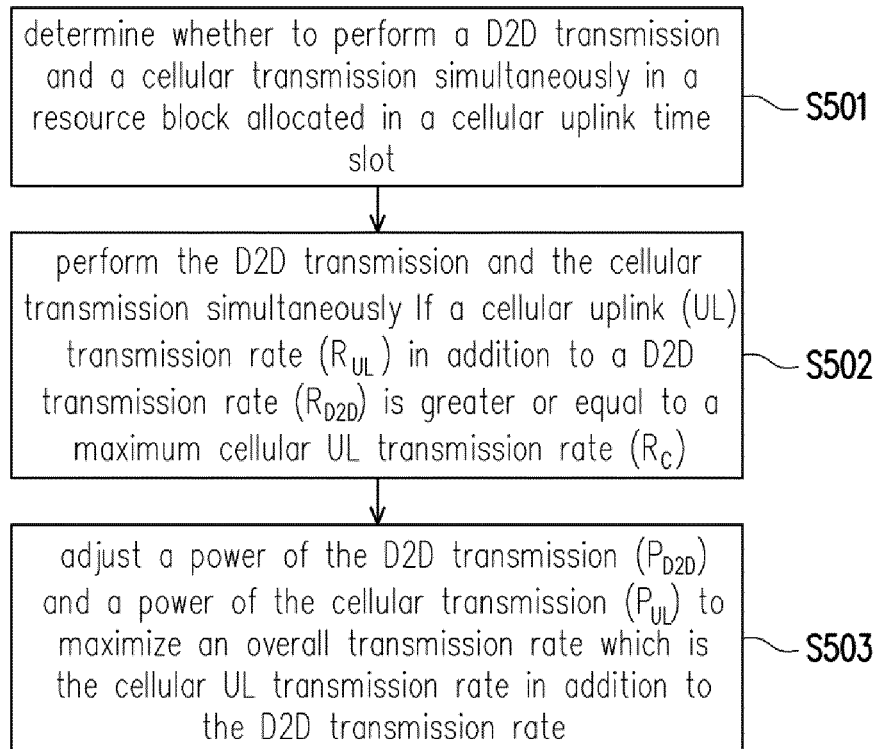 determine whether to perform a D2D transmission
and a cellular transmission simultaneously in a
resource block allocated in a cellular uplink time
slot
S501
perform the D2D transmission and the cellular
transmission simultaneously If a cellular uplink (UL)
transmission rate (R_UL) in addition to a D2D
transmission rate (R_D2D) is greater or equal to a
maximum cellular UL transmission rate (R_C)
S502
adjust a power of the D2D transmission (P_D2D)
and a power of the cellular transmission (P_UL) to
maximize an overall transmission rate which is
the cellular UL transmission rate in addition to
the D2D transmission rate
S503